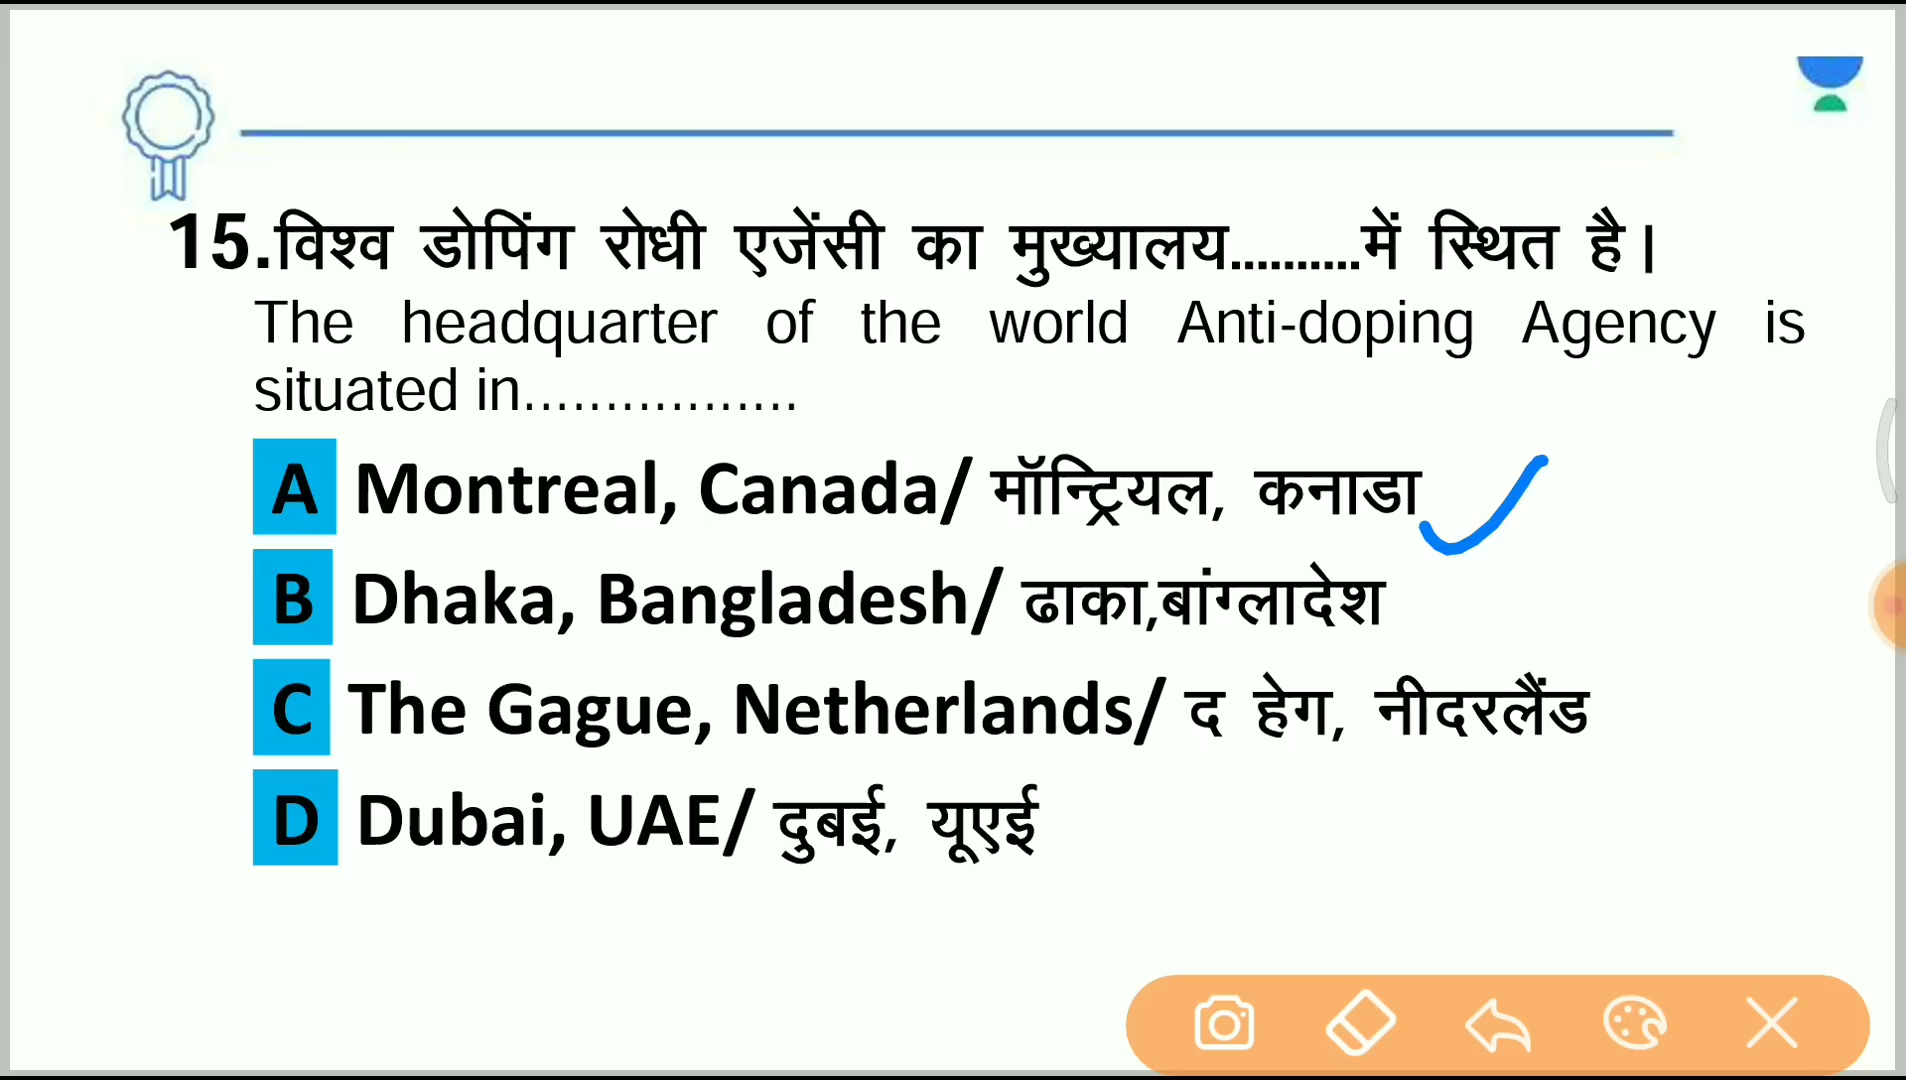 15.विश्व डोपिंग रोधी एजेंसी का मुख्यालय..........में स्थित है।
The headquarter of the world Anti-doping Agency is
situated in.................
A Montreal, Canada/ मॉन्ट्रियल, कनाडा
B Dhaka, Bangladesh/ ढाका,बांग्लादेश
C The Gague, Netherlands/ द हेग, नीदरलैंड
D Dubai, UAE/ दुबई, यूएई